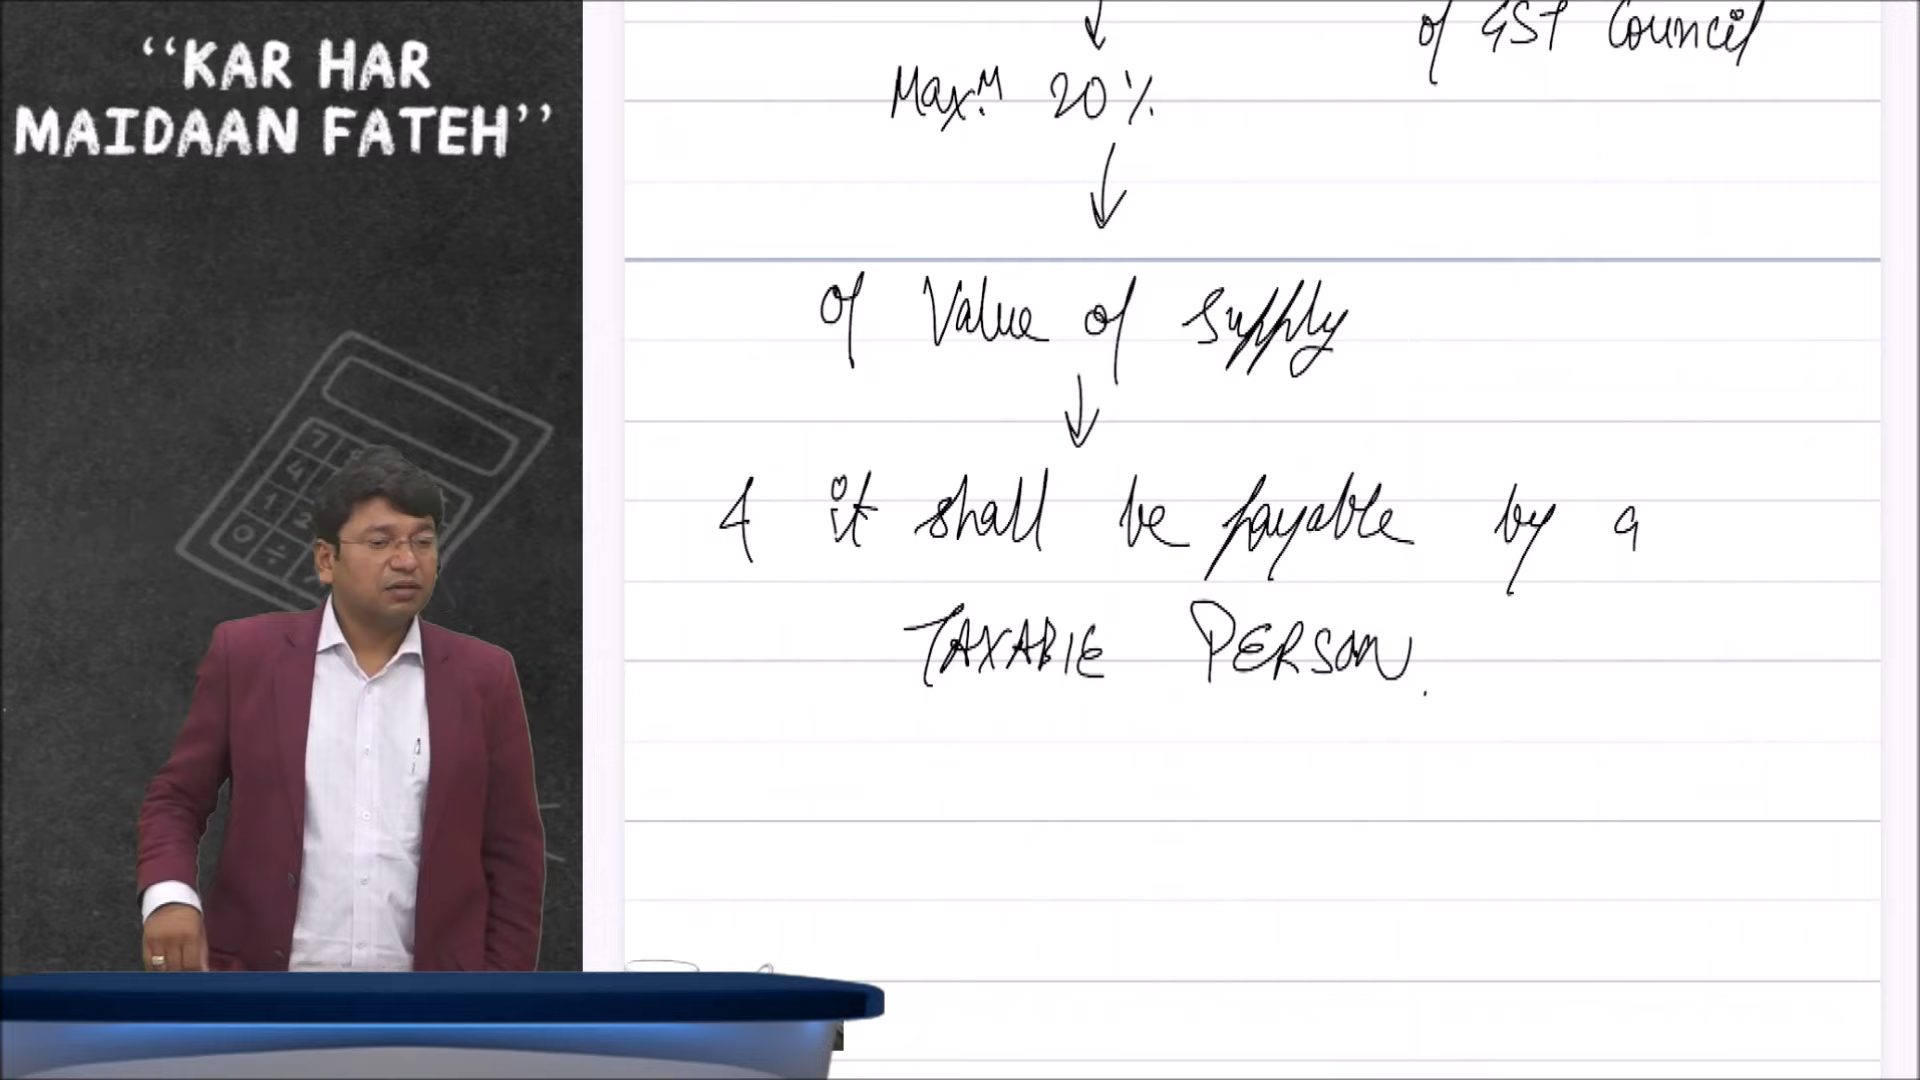 “KAR HAR
MAIDAAN FATEH”
of GST Council
Max.M 20%
of Value of Supply
& it shall be payable by a
TAXABLE PERSON.